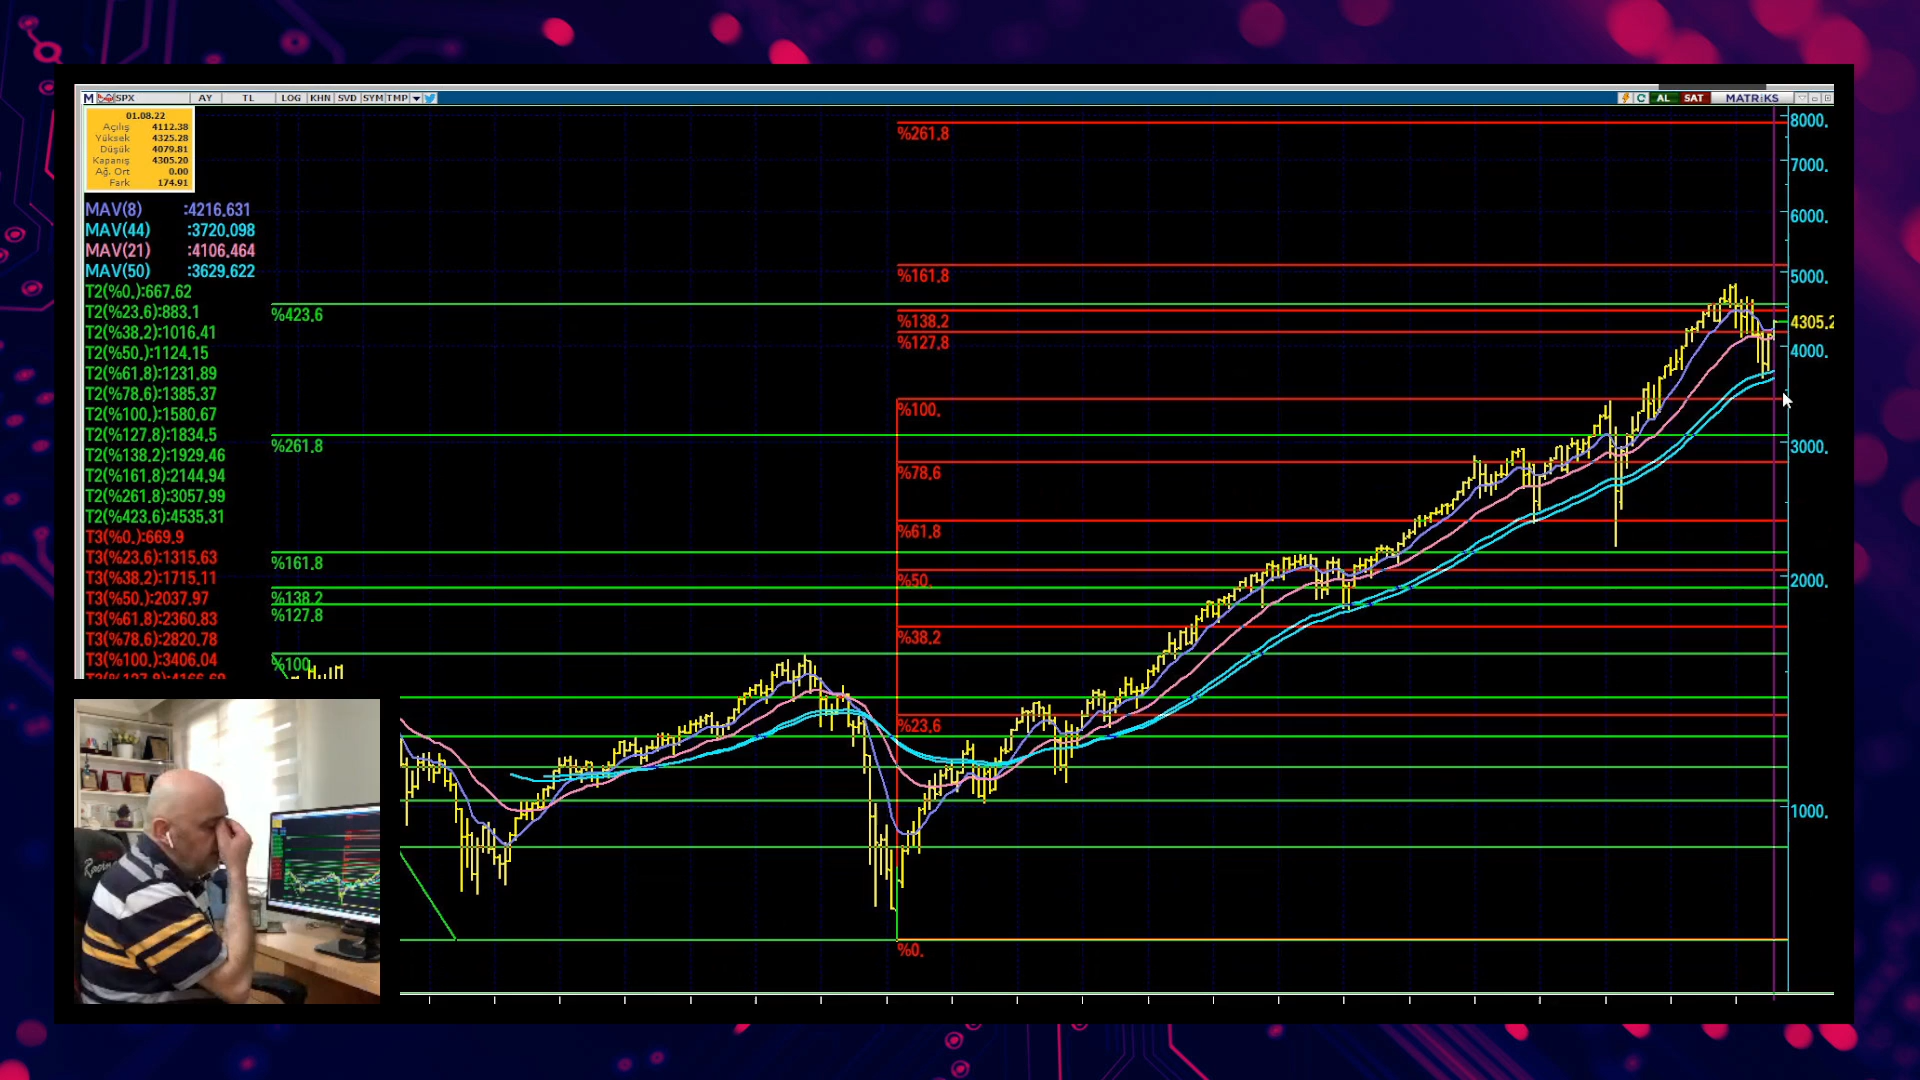 M SPX AY TL LOG KHN SVD SYM TMP C AL SAT MATRİKS
01.08.22
Açılış 4112.38
Yüksek 4325.28
Düşük 4079.81
Kapanış 4305.20
Ağ. Ort 0.00
Fark 174.91
MAV(8) :4216.631
MAV(44) :3720.098
MAV(21) :4106.464
MAV(50) :3629.622
T2(%0.):667.62
T2(%23.6):883.1
T2(%38.2):1016.41
T2(%50.):1124.15
T2(%61.8):1231.89
T2(%78.6):1385.37
T2(%100.):1580.67
T2(%127.8):1834.5
T2(%138.2):1929.46
T2(%161.8):2144.94
T2(%261.8):3057.99
T2(%423.6):4535.31
T3(%0.):669.9
T3(%23.6):1315.63
T3(%38.2):1715.11
T3(%50.):2037.97
T3(%61.8):2360.83
T3(%78.6):2820.78
T3(%100.):3406.04
%423.6
%261.8
%161.8
%138.2
%127.8
%100.
%261.8
%161.8
%138.2
%127.8
%100.
%78.6
%61.8
%50.
%38.2
%23.6
%0.
8000.
7000.
6000.
5000.
4305.2
4000.
3000.
2000.
1000.